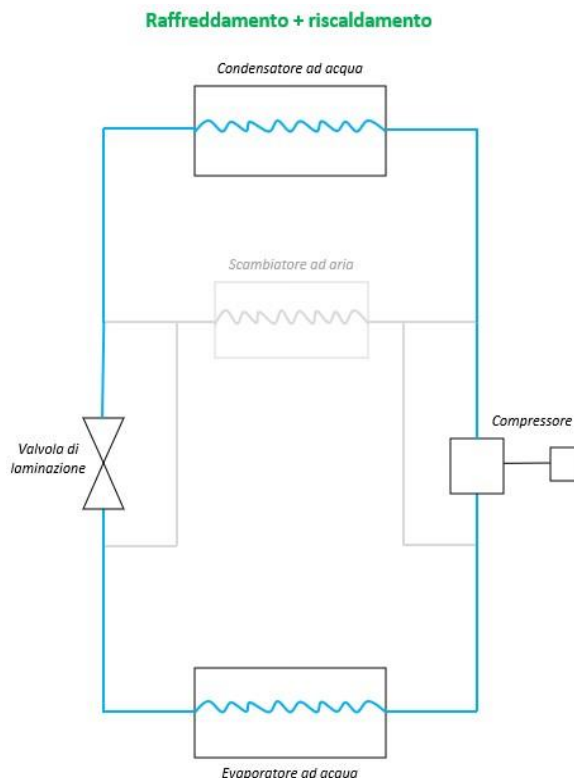 Raffreddamento + riscaldamento
Condensatore ad acqua
Scambiatore ad aria
Compressore
Valvola di
laminazione
Evaporatore ad acqua